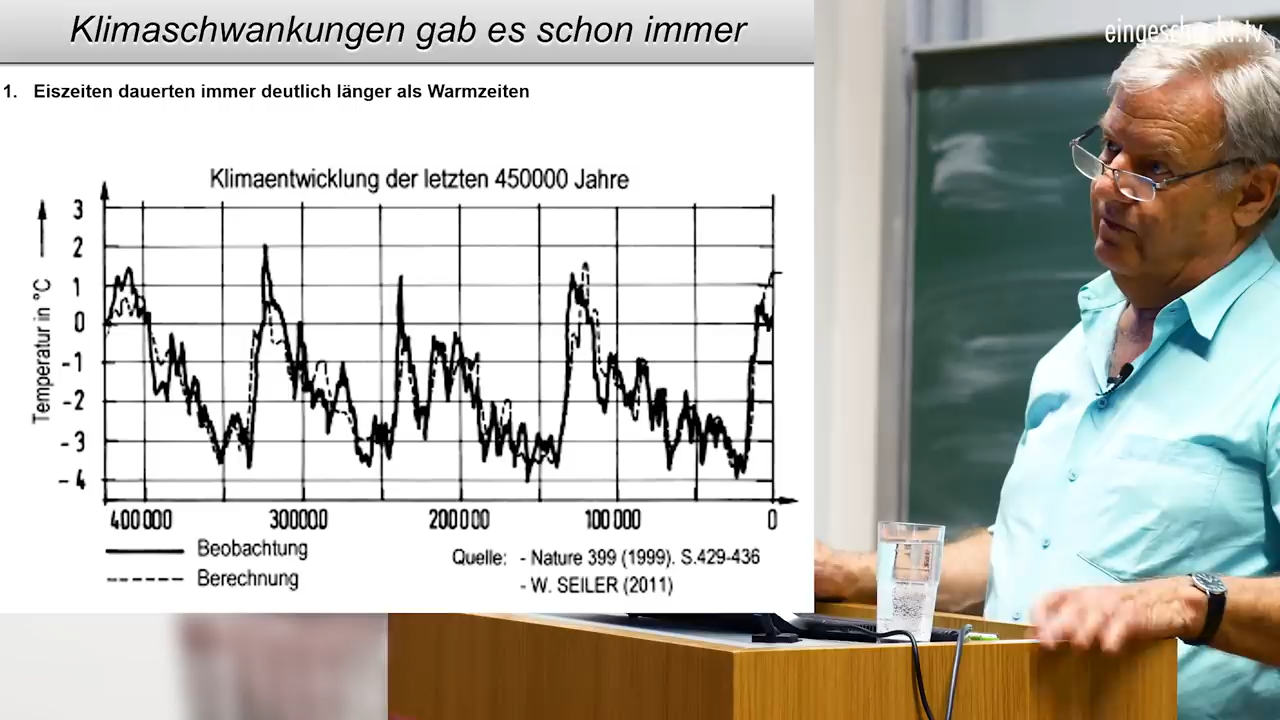 Klimaschwankungen gab es schon immer
eingeschenkt.tv
1. Eiszeiten dauerten immer deutlich länger als Warmzeiten
Klimaentwicklung der letzten 450000 Jahre
Temperatur in °C
3
2
1
0
-1
-2
-3
-4
400000 300000 200000 100000 0
Beobachtung
Berechnung
Quelle: - Nature 399 (1999). S.429-436
- W. SEILER (2011)